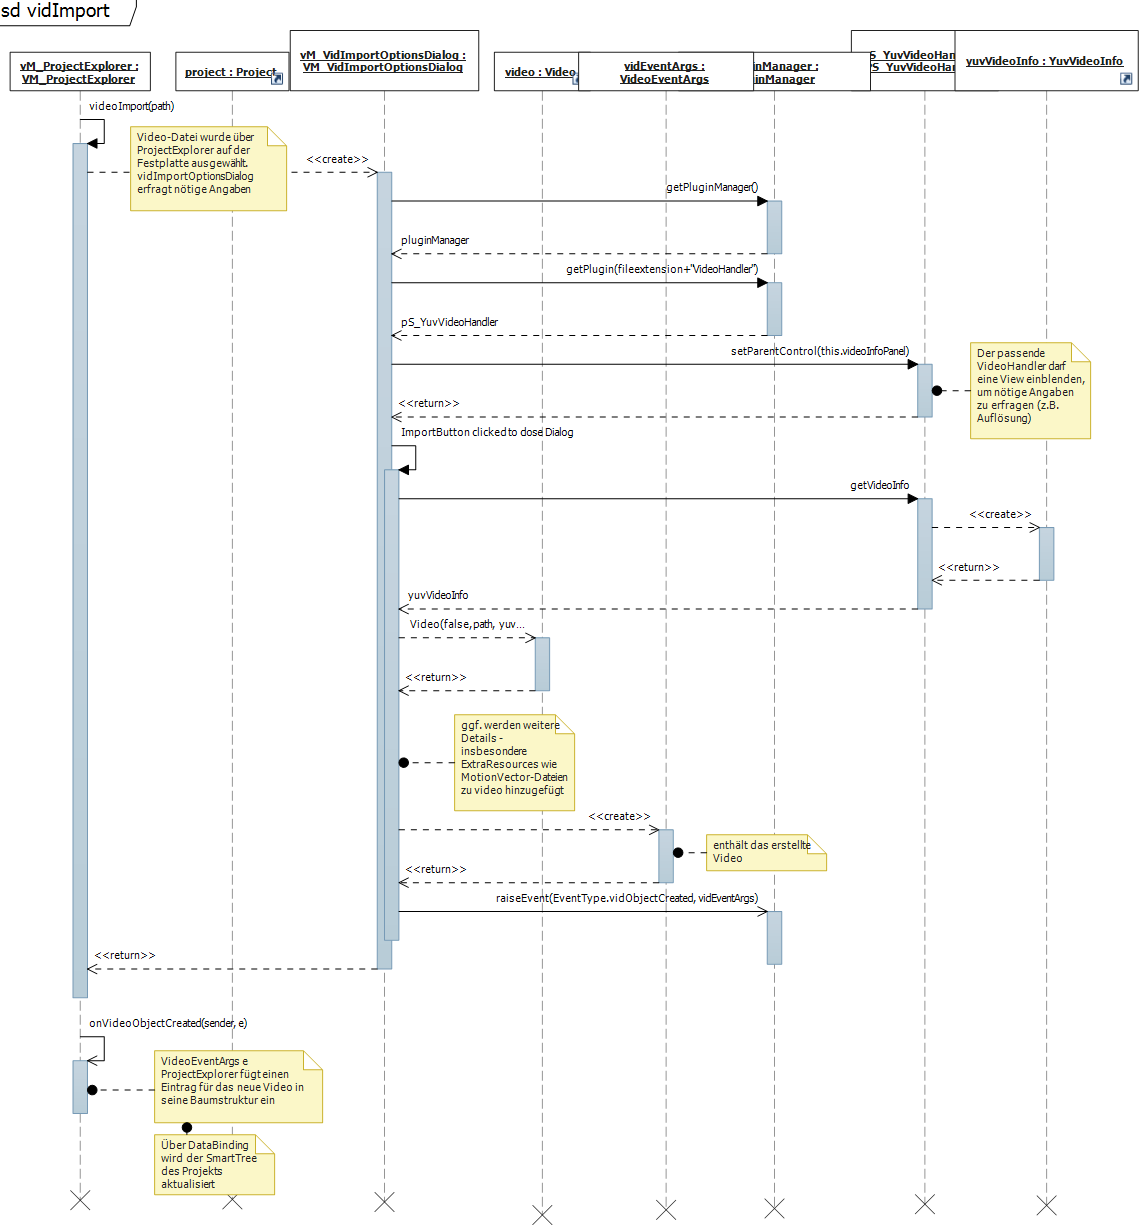 sd vidImport
vM_ProjectExplorer :
VM_ProjectExplorer
project : Project
vM_VidImportOptionsDialog :
VM_VidImportOptionsDialog
video : Video
vidEventArgs :
VideoEventArgs
inManager :
inManager
S_YuvVideoHan
PS_YuvVideoHar
yuvVideoInfo : YuvVideoInfo
videoImport(path)
Video-Datei wurde über
ProjectExplorer auf der
Festplatte ausgewählt.
vidImportOptionsDialog
erfragt nötige Angaben
<<create>>
getPluginManager()
pluginManager
getPlugin(fileextension+"VideoHandler")
pS_YuvVideoHandler
setParentControl(this.videoInfoPanel)
Der passende
VideoHandler darf
eine View einblenden,
um nötige Angaben
zu erfragen (z.B.
Auflösung)
<<return>>
ImportButton clicked to close Dialog
getVideoInfo
<<create>>
<<return>>
yuvVideoInfo
Video(false,path, yuv...
<<return>>
ggf. werden weitere
Details -
insbesondere
ExtraResources wie
MotionVector-Dateien
zu video hinzugefügt
<<create>>
enthält das erstellte
Video
<<return>>
raiseEvent(EventType.vidObjectCreated, vidEventArgs)
<<return>>
onVideoObjectCreated(sender, e)
VideoEventArgs e
ProjectExplorer fügt einen
Eintrag für das neue Video in
seine Baumstruktur ein
Über DataBinding
wird der SmartTree
des Projekts
aktualisiert